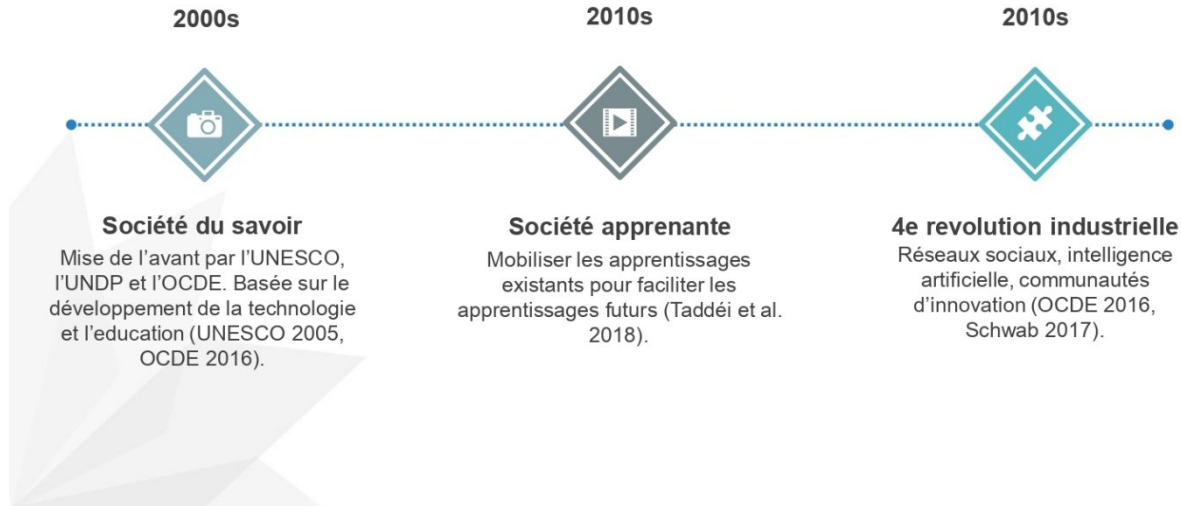 2000s
2010s
2010s
Société du savoir
Mise de l’avant par l’UNESCO,
l’UNDP et l’OCDE. Basée sur le
développement de la technologie
et l’education (UNESCO 2005,
OCDE 2016).
Société apprenante
Mobiliser les apprentissages
existants pour faciliter les
apprentissages futurs (Taddéi et al.
2018).
4e revolution industrielle
Réseaux sociaux, intelligence
artificielle, communautés
d’innovation (OCDE 2016,
Schwab 2017).